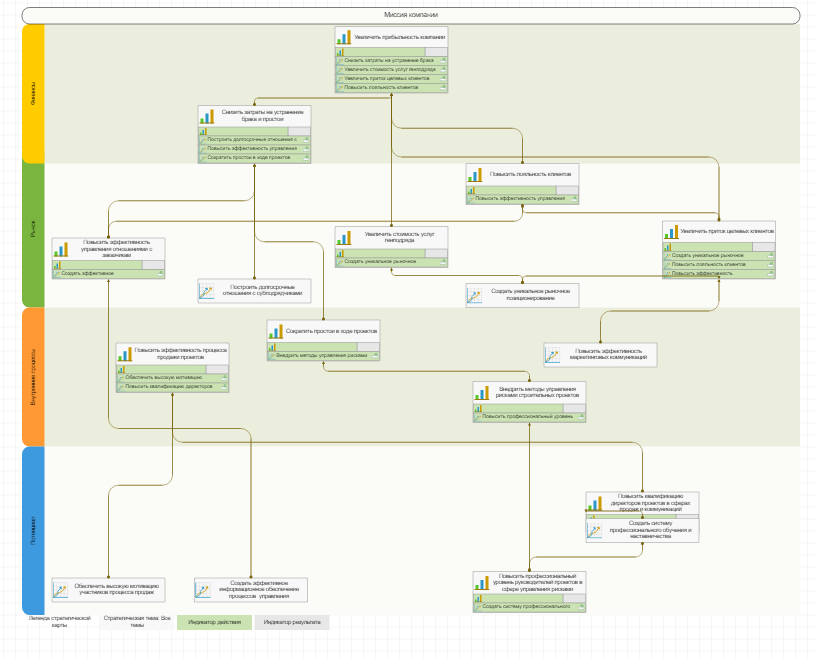 Миссия компании
Финансы
Увеличить прибыльность компании
Снизить затраты на устранение брака
Увеличить стоимость услуг генподряда
Увеличить приток целевых клиентов
Повысить лояльность клиентов
Снизить затраты на устранение
брака и простои
Построить долгосрочные отношения с
Повысить эффективность управления
Сократить простои в ходе проектов
Рынок
Повысить лояльность клиентов
Повысить эффективность управления
Повысить эффективность
управления отношениями с
заказчиками
Создать эффективное
Увеличить стоимость услуг
генподряда
Создать уникальное рыночное
Увеличить приток целевых клиентов
Создать уникальное рыночное
Повысить лояльность клиентов
Повысить эффективность
Построить долгосрочные
отношения с субподрядчиками
Создать уникальное рыночное
позиционирование
Внутренние процессы
Сократить простои в ходе проектов
Внедрить методы управления рисками
Повысить эффективность процесса
продажи проектов
Обеспечить высокую мотивацию
Повысить квалификацию директоров
Повысить эффективность
маркетинговых коммуникаций
Внедрить методы управления
рисками строительных проектов
Повысить профессиональный уровень
Потенциал
Повысить квалификацию
директоров проектов в сферах
продаж и коммуникаций
Создать систему
профессионального обучения и
наставничества
Обеспечить высокую мотивацию
участников процесса продаж
Создать эффективное
информационное обеспечение
процессов управления
Повысить профессиональный
уровень руководителей проектов в
сфере управления рисками
Создать систему профессионального
Легенда стратегической
карты
Стратегическая тема: Все
темы
Индикатор действия
Индикатор результата